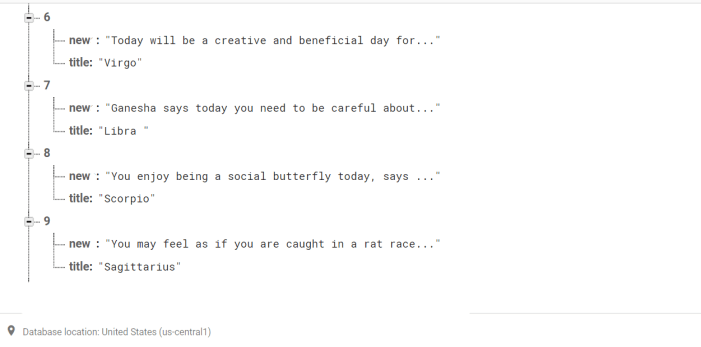 6
new : "Today will be a creative and beneficial day for..."
title: "Virgo"
7
new : "Ganesha says today you need to be careful about..."
title: "Libra "
8
new : "You enjoy being a social butterfly today, says ..."
title: "Scorpio"
9
new : "You may feel as if you are caught in a rat race..."
title: "Sagittarius"
Database location: United States (us-central1)